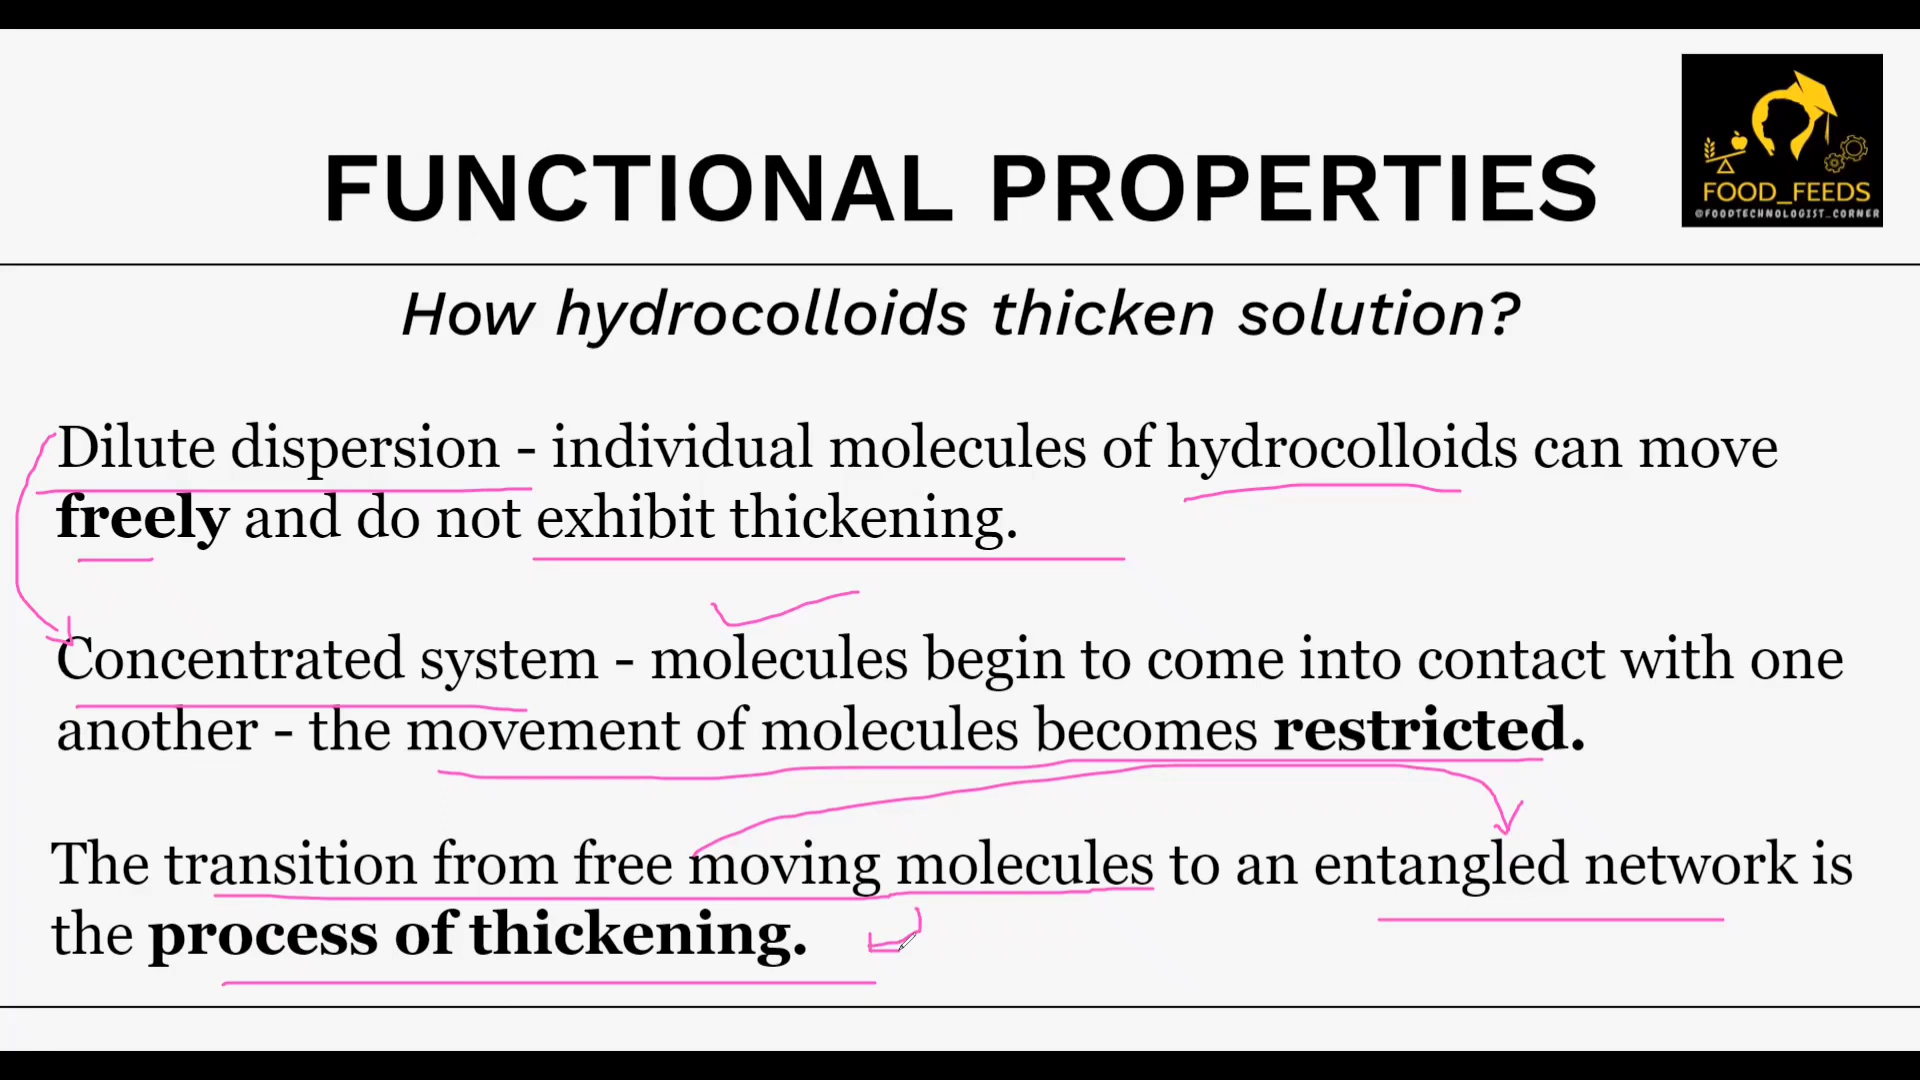 FUNCTIONAL PROPERTIES
FOOD_FEEDS
@FOODTECHNOLOGIST_CORNER
How hydrocolloids thicken solution?
Dilute dispersion - individual molecules of hydrocolloids can move
freely and do not exhibit thickening.
Concentrated system - molecules begin to come into contact with one
another - the movement of molecules becomes restricted.
The transition from free moving molecules to an entangled network is
the process of thickening.